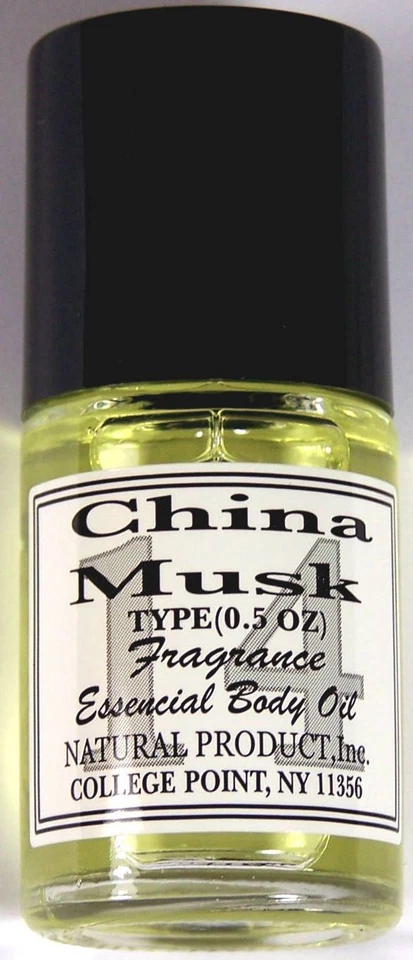 China
Musk
TYPE(0.5 OZ)
Fragrance
Essencial Body Oil
NATURAL PRODUCT,Inc.
COLLEGE POINT, NY 11356
14